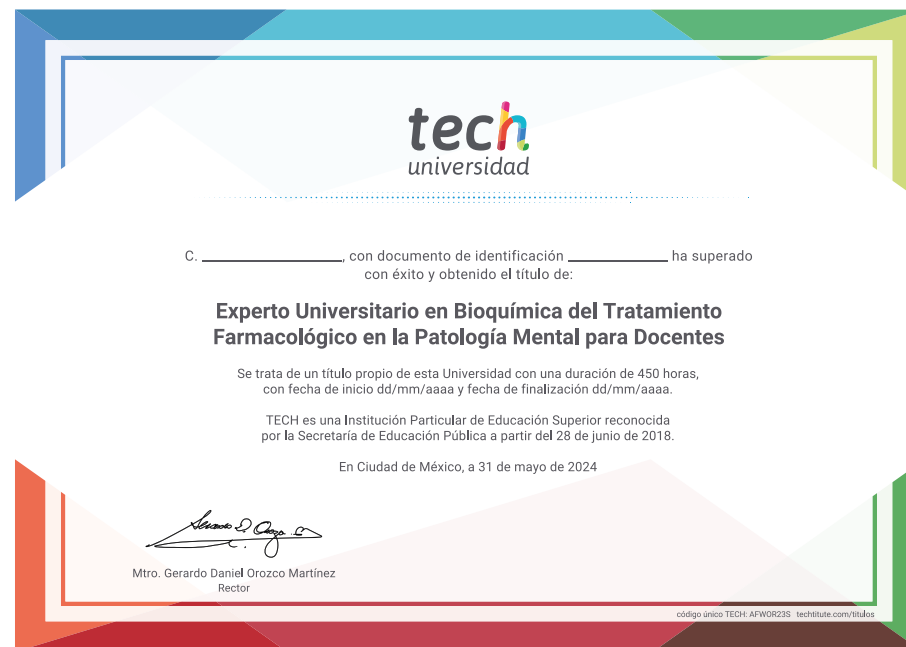 tech
universidad
C. ____________________, con documento de identificación ______________ ha superado
con éxito y obtenido el título de:
Experto Universitario en Bioquímica del Tratamiento
Farmacológico en la Patología Mental para Docentes
Se trata de un título propio de esta Universidad con una duración de 450 horas,
con fecha de inicio dd/mm/aaaa y fecha de finalización dd/mm/aaaa.
TECH es una Institución Particular de Educación Superior reconocida
por la Secretaría de Educación Pública a partir del 28 de junio de 2018.
En Ciudad de México, a 31 de mayo de 2024
Mtro. Gerardo Daniel Orozco Martínez
Rector
código único TECH: AFWOR23S techtitute.com/titulos